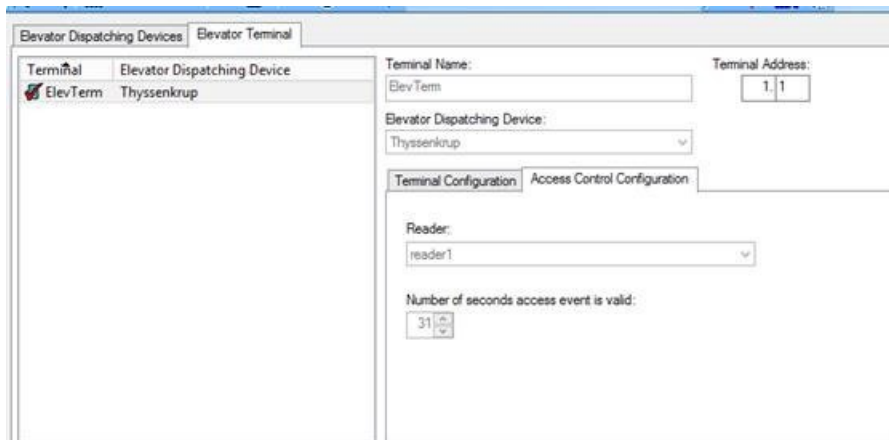 Elevator Dispatching Devices Elevator Terminal
Terminal Elevator Dispatching Device
ElevTerm Thyssenkrup
Terminal Name: Terminal Address:
ElevTerm 1. 1
Elevator Dispatching Device:
Thyssenkrup
Terminal Configuration Access Control Configuration
Reader:
reader1
Number of seconds access event is valid:
31